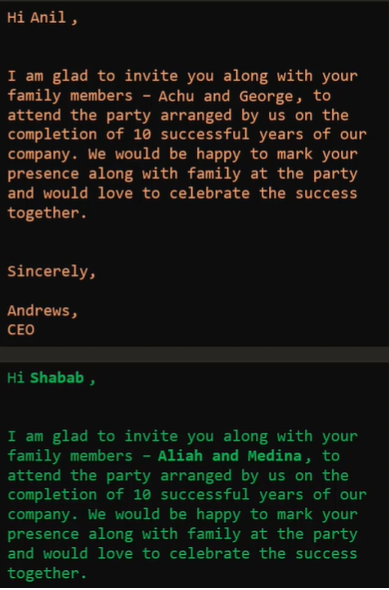 Hi Anil ,
I am glad to invite you along with your
family members – Achu and George, to
attend the party arranged by us on the
completion of 10 successful years of our
company. We would be happy to mark your
presence along with family at the party
and would love to celebrate the success
together.
Sincerely,
Andrews,
CEO
Hi Shabab ,
I am glad to invite you along with your
family members – Aliah and Medina, to
attend the party arranged by us on the
completion of 10 successful years of our
company. We would be happy to mark your
presence along with family at the party
and would love to celebrate the success
together.